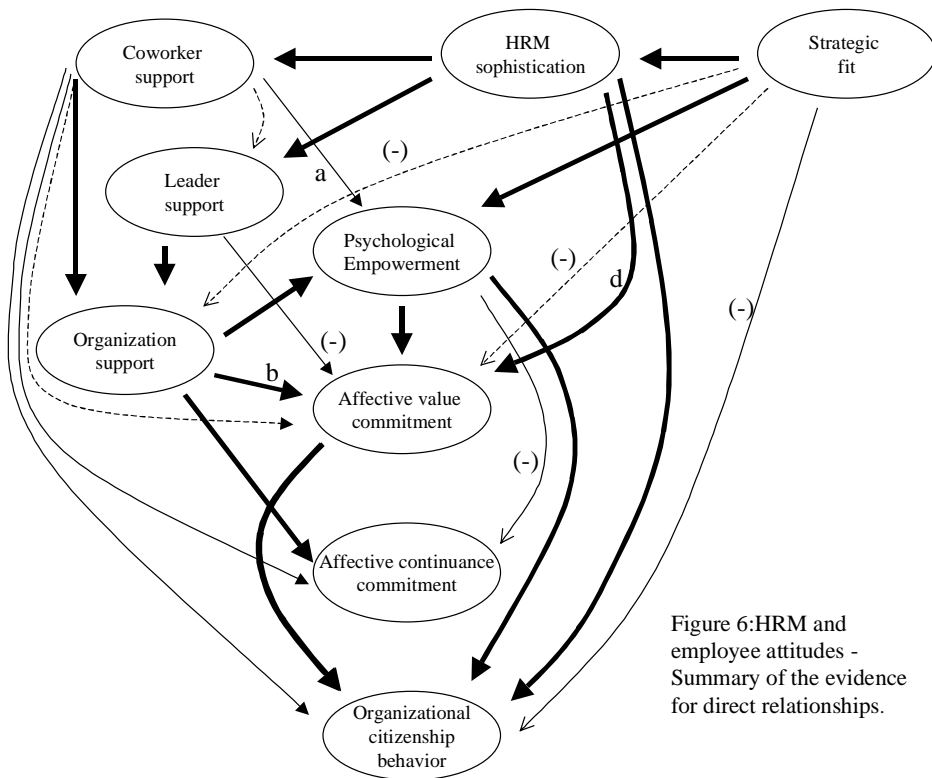 Coworker
support
HRM
sophistication
Strategic
fit
(-)
a
Leader
support
Psychological
Empowerment
(-)
d
(-)
Organization
support
(-)
b
Affective value
commitment
(-)
Affective continuance
commitment
Figure 6:HRM and
employee attitudes -
Summary of the evidence
for direct relationships.
Organizational
citizenship
behavior